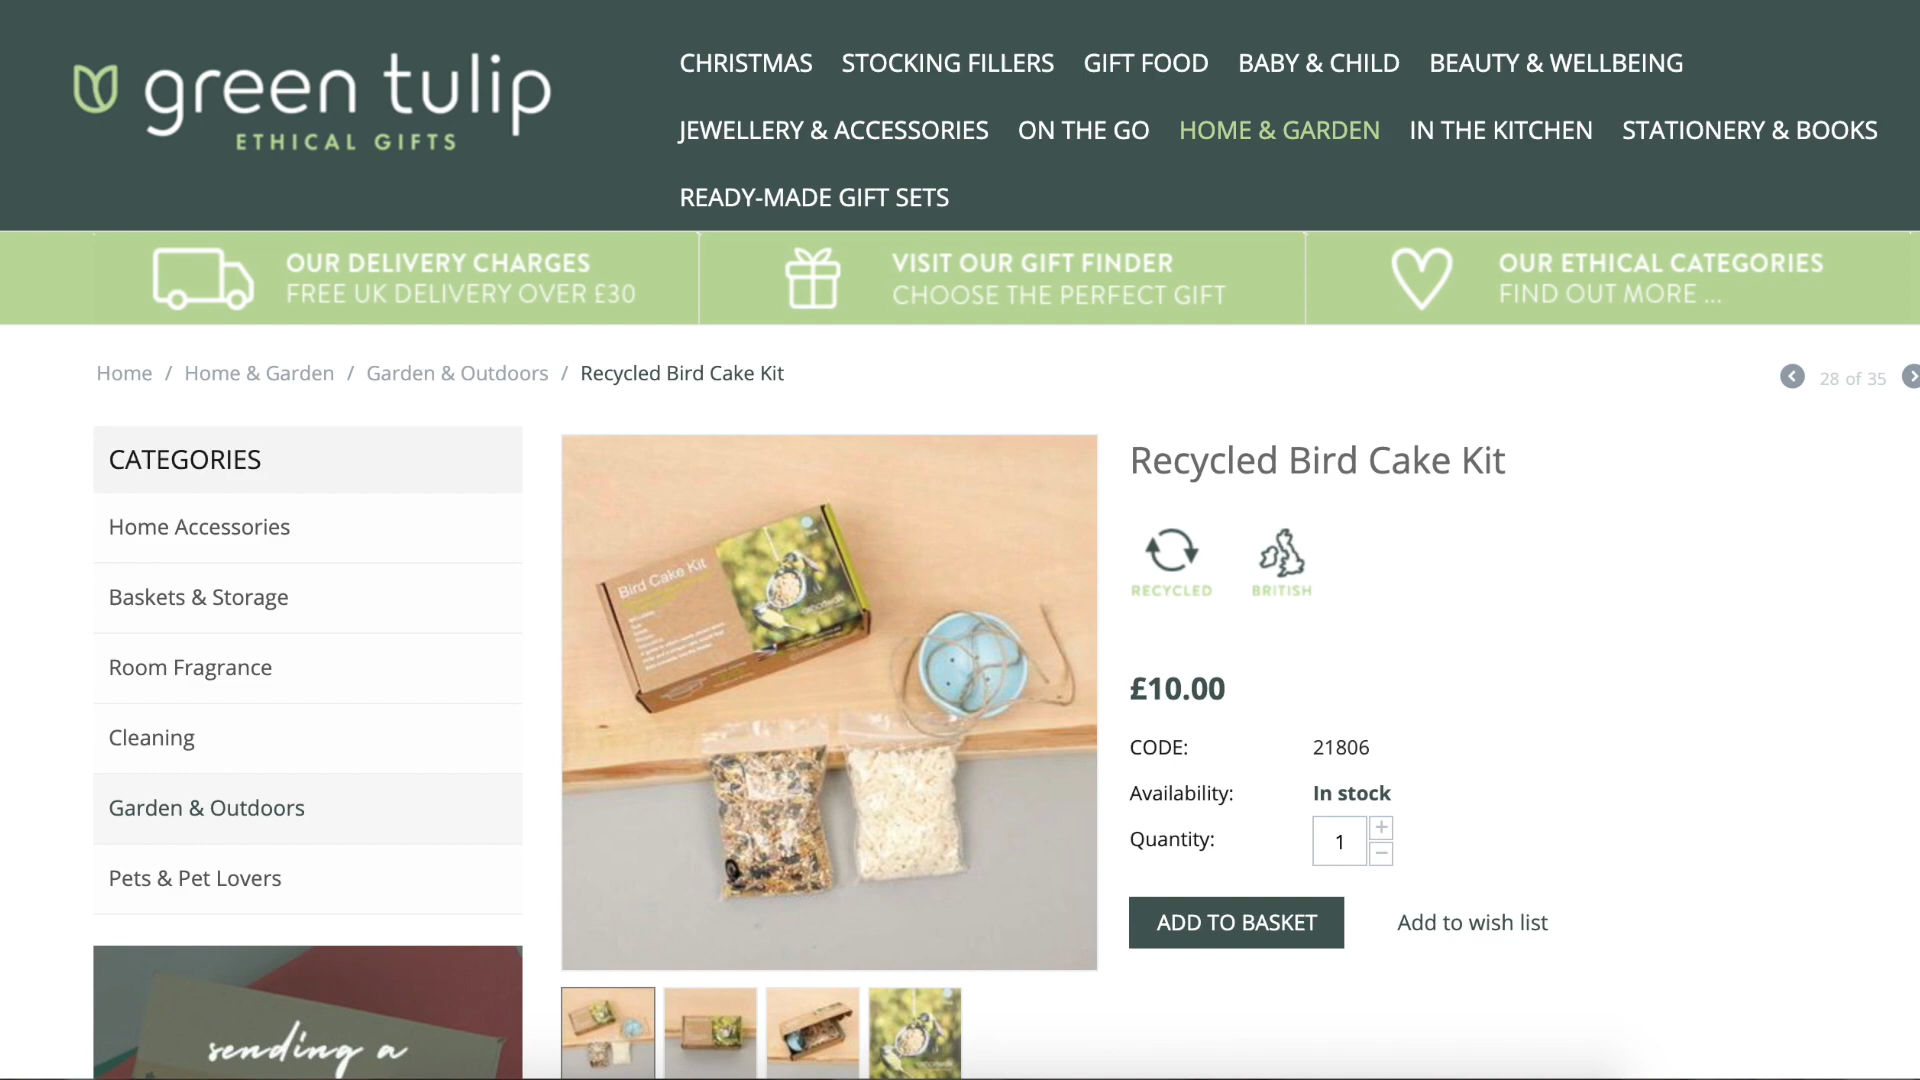 green tulip
ETHICAL GIFTS
CHRISTMAS STOCKING FILLERS GIFT FOOD BABY & CHILD BEAUTY & WELLBEING
JEWELLERY & ACCESSORIES ON THE GO HOME & GARDEN IN THE KITCHEN STATIONERY & BOOKS
READY-MADE GIFT SETS
OUR DELIVERY CHARGES
FREE UK DELIVERY OVER £30
VISIT OUR GIFT FINDER
CHOOSE THE PERFECT GIFT
OUR ETHICAL CATEGORIES
FIND OUT MORE ...
Home / Home & Garden / Garden & Outdoors / Recycled Bird Cake Kit
28 of 35
CATEGORIES
Home Accessories
Baskets & Storage
Room Fragrance
Cleaning
Garden & Outdoors
Pets & Pet Lovers
sending a
Bird Cake Kit
Recycled Bird Cake Kit
RECYCLED
BRITISH
£10.00
CODE: 21806
Availability: In stock
Quantity: 1
ADD TO BASKET
Add to wish list